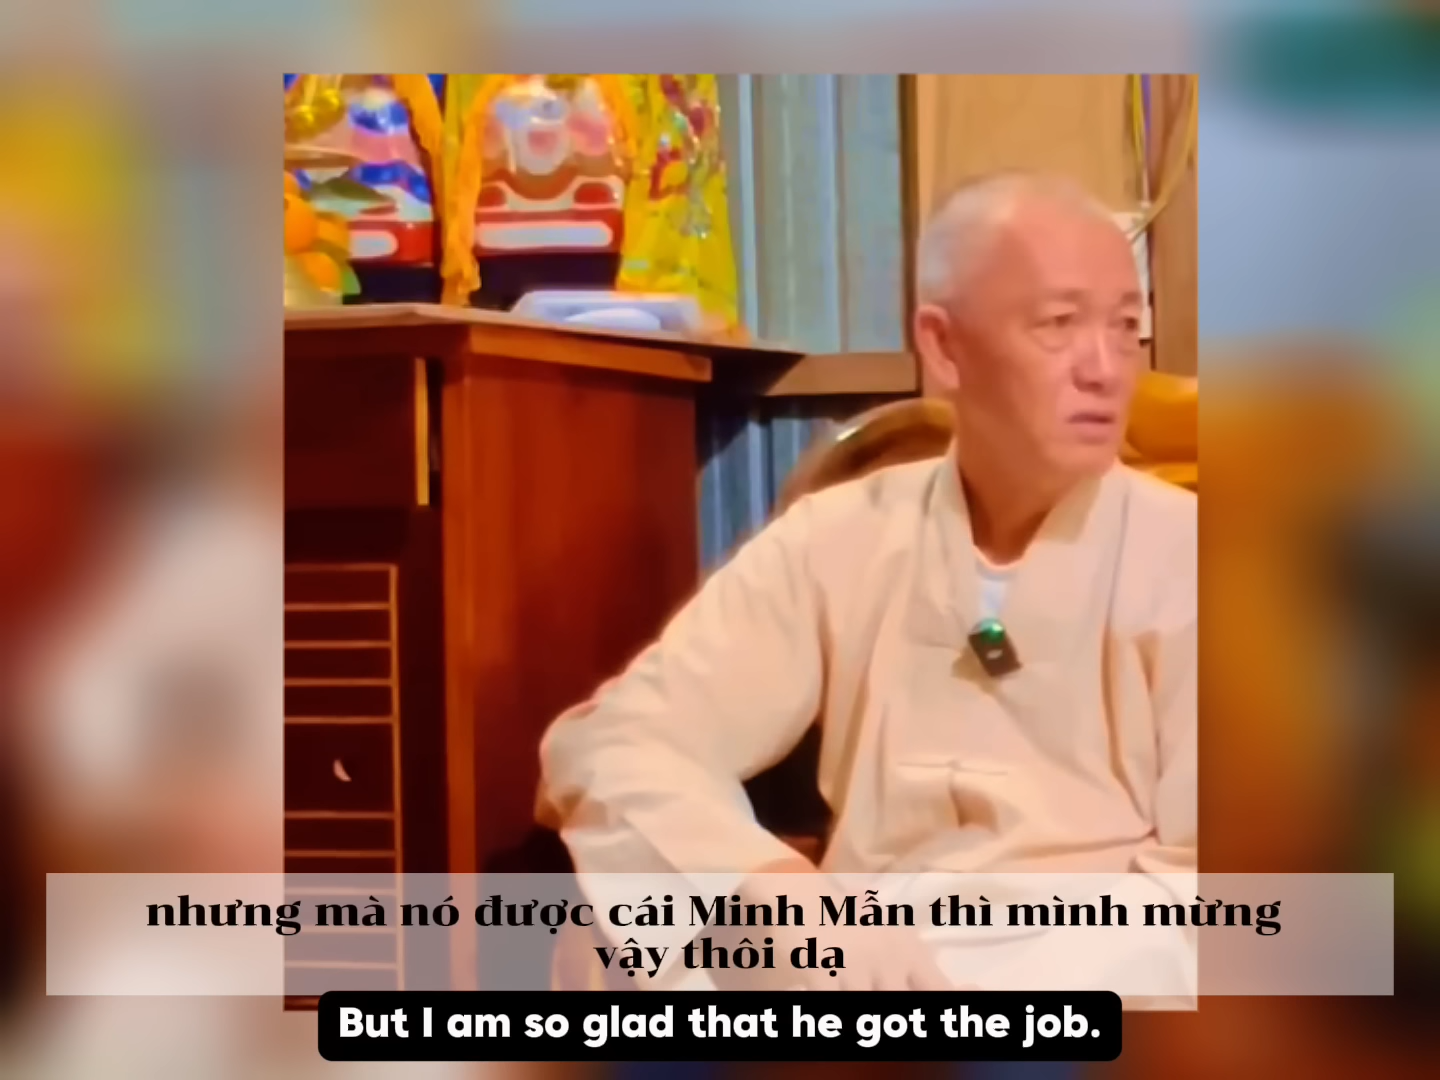 nhưng mà nó được cái Minh Mẫn thì mình mừng
vậy thôi dạ
But I am so glad that he got the job.